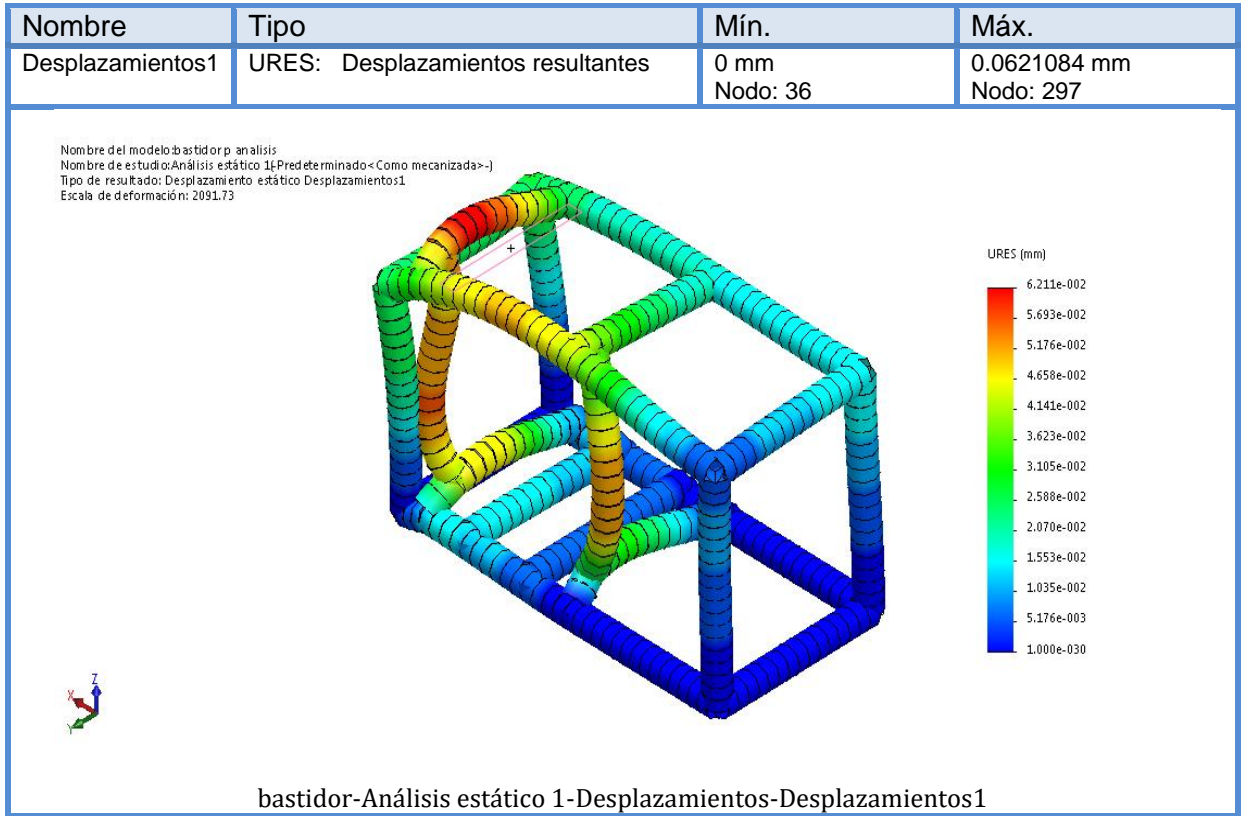 Nombre Tipo Mín. Máx.
Desplazamientos1 URES: Desplazamientos resultantes 0 mm 0.0621084 mm
Nodo: 36 Nodo: 297
Nombre del modelo:bastidor p analisis
Nombre de estudio:Análisis estático 1(-Predeterminado<Como mecanizada>-)
Tipo de resultado: Desplazamiento estático Desplazamientos1
Escala de deformación: 2091.73
URES (mm)
6.211e-002
5.693e-002
5.176e-002
4.658e-002
4.141e-002
3.623e-002
3.105e-002
2.588e-002
2.070e-002
1.553e-002
1.035e-002
5.176e-003
1.000e-030
Z
X
Y
bastidor-Análisis estático 1-Desplazamientos-Desplazamientos1